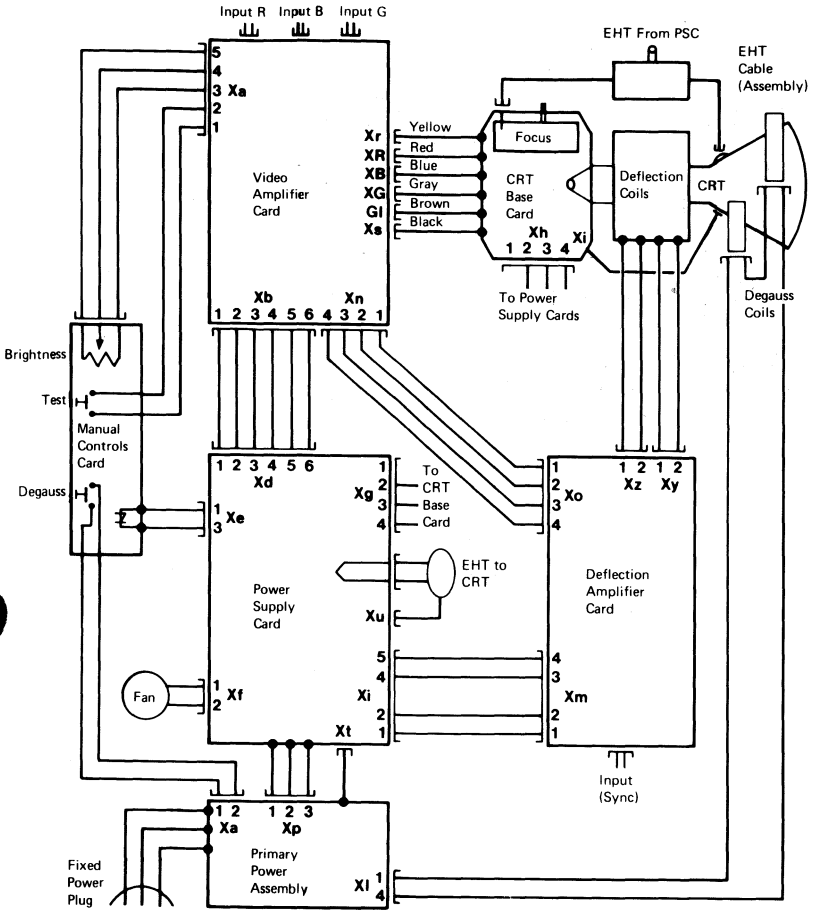 Input R Input B Input G
EHT From PSC
EHT
Cable
(Assembly)
5
4
3 Xa
2
1
Xr Yellow
XR Red
XB Blue
XG Gray
GI Brown
Xs Black
Video
Amplifier
Card
Focus
CRT
Base
Card
Xh Xi
1 2 3 4
Deflection
Coils
CRT
To Power
Supply Cards
Degauss
Coils
Xb Xn
1 2 3 4 5 6 4 3 2 1
Brightness
Test
Manual
Controls
Card
Degauss
1 2 3 4 5 6
Xd
1
2
Xg
3
4
To
CRT
Base
Card
1
Xe
3
1
2
Xo
3
4
1 2 1 2
Xz Xy
EHT to
CRT
Power
Supply
Card
Xu
Deflection
Amplifier
Card
5
4
Xi
2
1
4
3
Xm
2
1
Fan
1
Xf
2
Xt
Input
(Sync)
1 2 1 2 3
Xa Xp
Primary
Power
Assembly
Fixed
Power
Plug
Xl 1
4